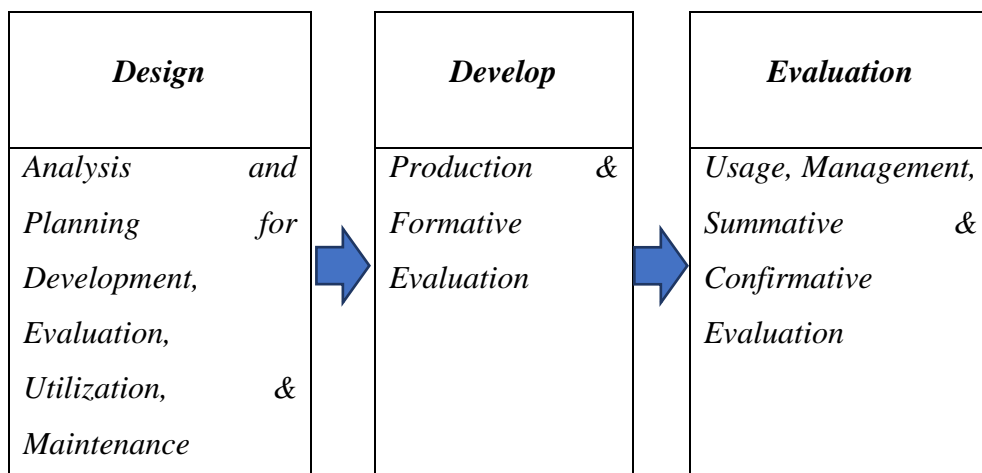 Design
Analysis and
Planning for
Development,
Evaluation,
Utilization, &
Maintenance
Develop
Production &
Formative
Evaluation
Evaluation
Usage, Management,
Summative &
Confirmative
Evaluation